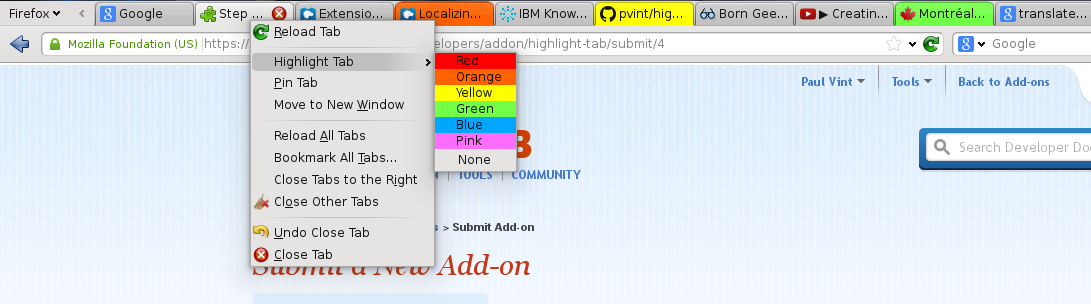 Firefox Google Step ... Extensio... Localizin... IBM Know... pvint/hig... Born Gee... ▶ Creatin... Montréal... translate...
Mozilla Foundation (US) https:// elopers/addon/highlight-tab/submit/4 Google
Reload Tab
Highlight Tab
Pin Tab
Move to New Window
Reload All Tabs
Bookmark All Tabs...
Close Tabs to the Right
Close Other Tabs
Undo Close Tab
Close Tab
Red
Orange
Yellow
Green
Blue
Pink
None
Paul Vint Tools Back to Add-ons
B
Search Developer Doc
TOOLS COMMUNITY
s > Submit Add-on
Submit a New Add-on